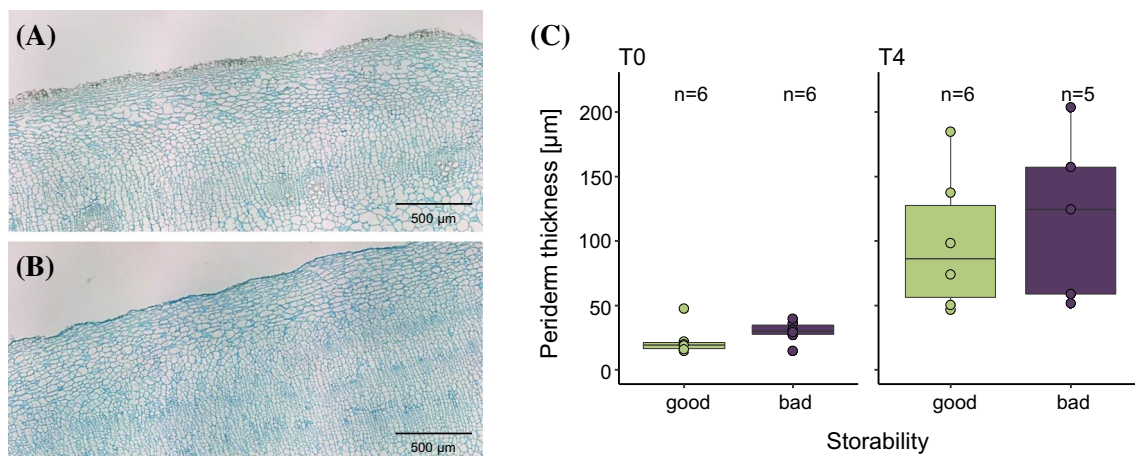 (A)
500 µm
(B)
500 µm
(C)
T0
T4
n=6
n=6
n=6
n=5
Periderm thickness [µm]
200
150
100
50
0
good
bad
good
bad
Storability